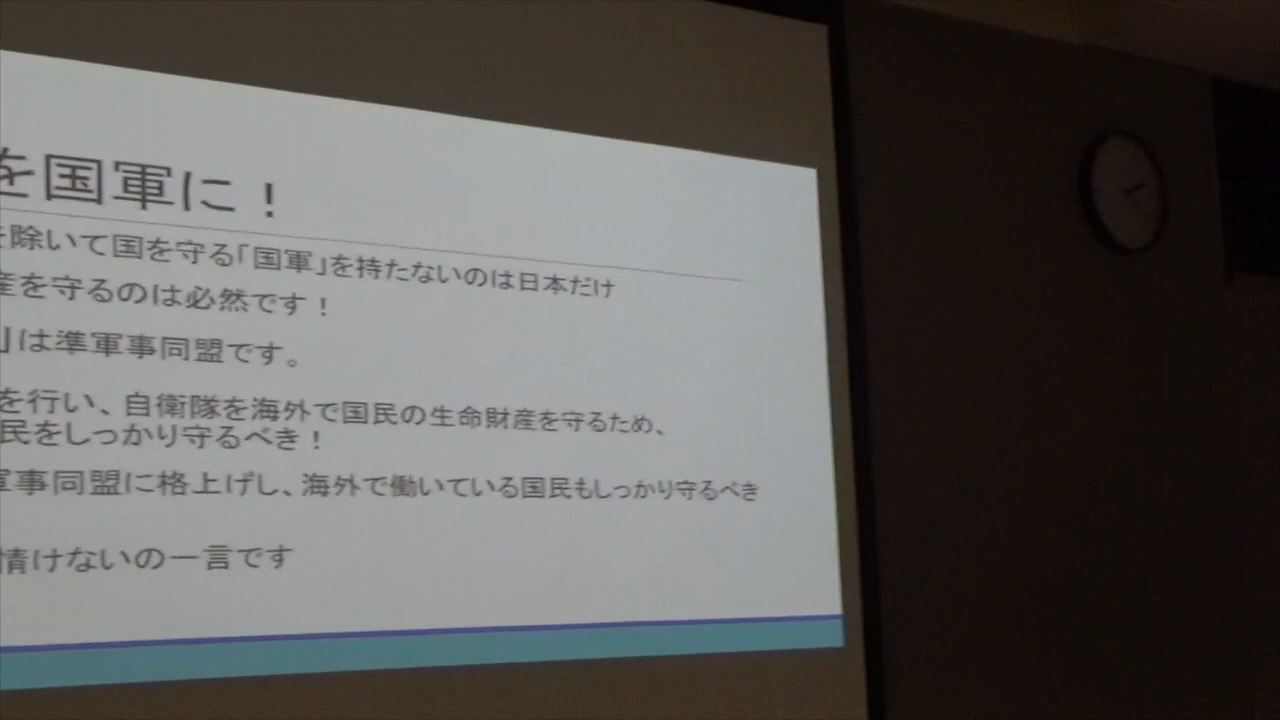 を国軍に！
を除いて国を守る「国軍」を持たないのは日本だけ
産を守るのは必然です！
」は準軍事同盟です。
を行い、自衛隊を海外で国民の生命財産を守るため、
民をしっかり守るべき！
軍事同盟に格上げし、海外で働いている国民もしっかり守るべき
情けないの一言です